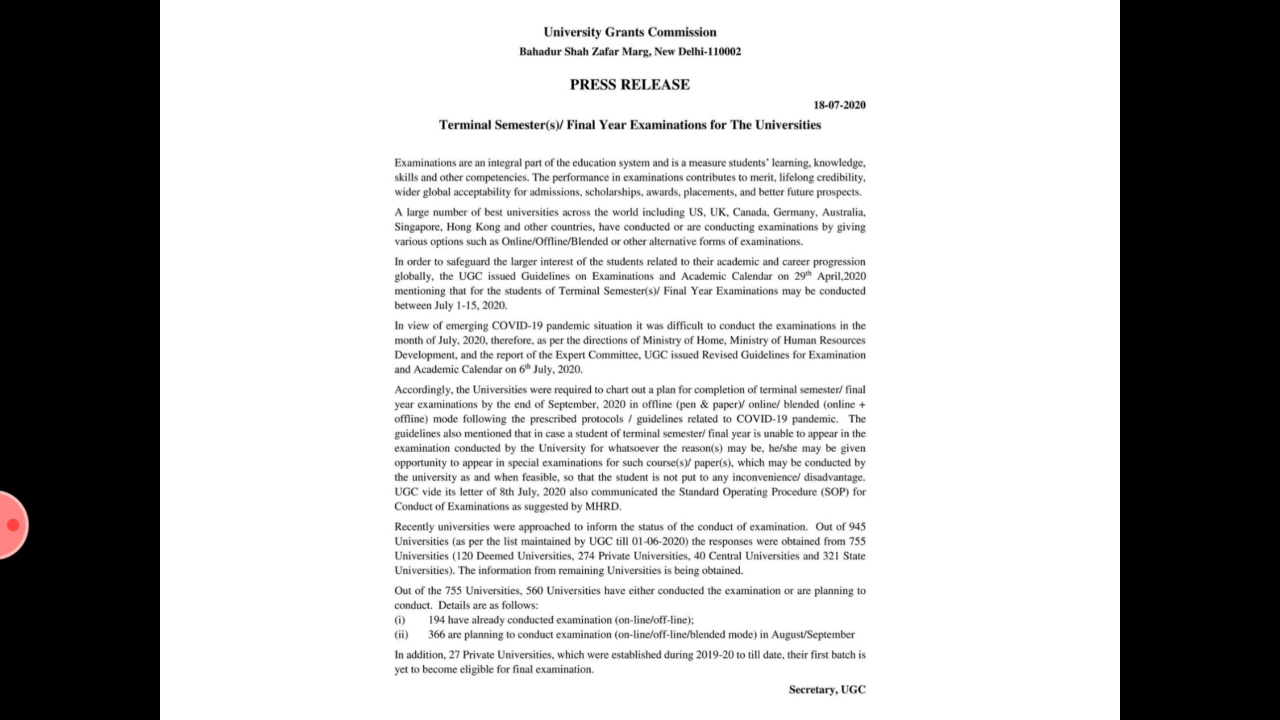 University Grants Commission
Bahadur Shah Zafar Marg, New Delhi-110002
PRESS RELEASE
18-07-2020
Terminal Semester(s)/ Final Year Examinations for The Universities
Examinations are an integral part of the education system and is a measure students' learning, knowledge,
skills and other competencies. The performance in examinations contributes to merit, lifelong credibility,
wider global acceptability for admissions, scholarships, awards, placements, and better future prospects.
A large number of best universities across the world including US, UK, Canada, Germany, Australia,
Singapore, Hong Kong and other countries, have conducted or are conducting examinations by giving
various options such as Online/Offline/Blended or other alternative forms of examinations.
In order to safeguard the larger interest of the students related to their academic and career progression
globally, the UGC issued Guidelines on Examinations and Academic Calendar on 29th April,2020
mentioning that for the students of Terminal Semester(s)/ Final Year Examinations may be conducted
between July 1-15, 2020.
In view of emerging COVID-19 pandemic situation it was difficult to conduct the examinations in the
month of July, 2020, therefore, as per the directions of Ministry of Home, Ministry of Human Resources
Development, and the report of the Expert Committee, UGC issued Revised Guidelines for Examination
and Academic Calendar on 6th July, 2020.
Accordingly, the Universities were required to chart out a plan for completion of terminal semester/ final
year examinations by the end of September, 2020 in offline (pen & paper)/ online/ blended (online +
offline) mode following the prescribed protocols / guidelines related to COVID-19 pandemic. The
guidelines also mentioned that in case a student of terminal semester/ final year is unable to appear in the
examination conducted by the University for whatsoever the reason(s) may be, he/she may be given
opportunity to appear in special examinations for such course(s)/ paper(s), which may be conducted by
the university as and when feasible, so that the student is not put to any inconvenience/ disadvantage.
UGC vide its letter of 8th July, 2020 also communicated the Standard Operating Procedure (SOP) for
Conduct of Examinations as suggested by MHRD.
Recently universities were approached to inform the status of the conduct of examination. Out of 945
Universities (as per the list maintained by UGC till 01-06-2020) the responses were obtained from 755
Universities (120 Deemed Universities, 274 Private Universities, 40 Central Universities and 321 State
Universities). The information from remaining Universities is being obtained.
Out of the 755 Universities, 560 Universities have either conducted the examination or are planning to
conduct. Details are as follows:
(i) 194 have already conducted examination (on-line/off-line);
(ii) 366 are planning to conduct examination (on-line/off-line/blended mode) in August/September
In addition, 27 Private Universities, which were established during 2019-20 to till date, their first batch is
yet to become eligible for final examination.
Secretary, UGC